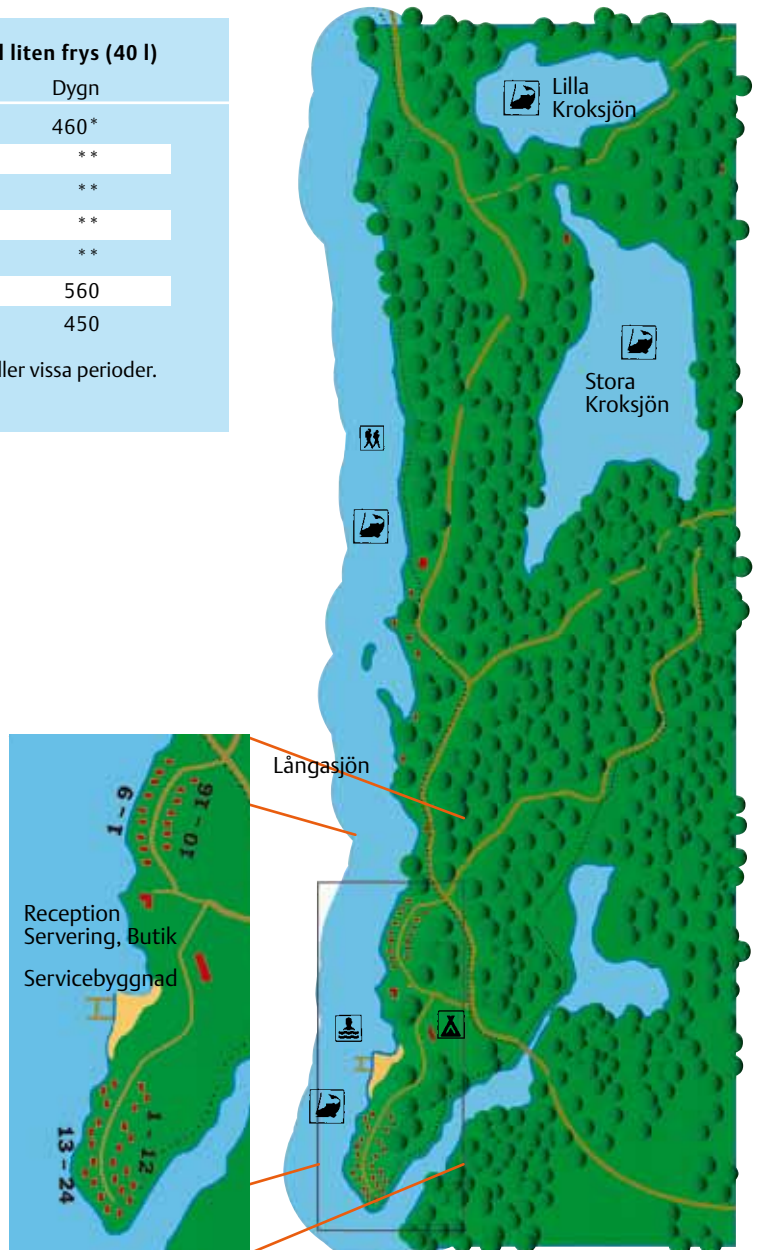 l liten frys (40 l)
Dygn
460*
**
**
**
**
560
450
ller vissa perioder.
Lilla
Kroksjön
Stora
Kroksjön
Långasjön
1 – 9
10 – 16
Reception
Servering, Butik
Servicebyggnad
1 – 12
13 – 24